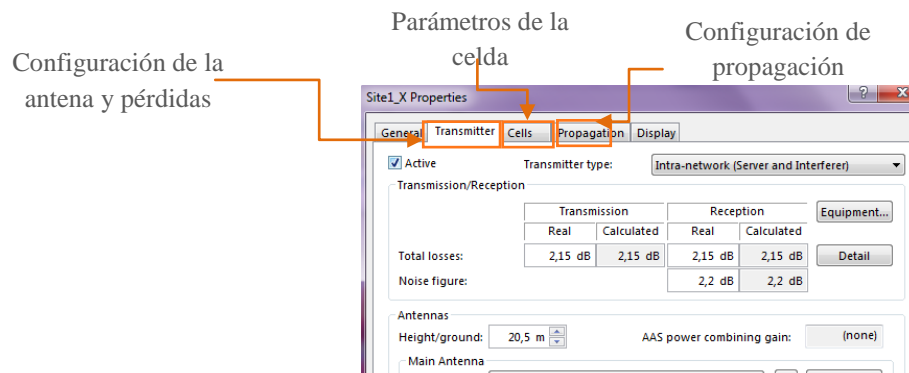 Parámetros de la
celda
Configuración de
propagación
Configuración de la
antena y pérdidas
Site1_X Properties
General Transmitter Cells Propagation Display
Active Transmitter type: Intra-network (Server and Interferer)
Transmission/Reception
Transmission Reception Equipment...
Real Calculated Real Calculated
Total losses: 2,15 dB 2,15 dB 2,15 dB 2,15 dB Detail
Noise figure: 2,2 dB 2,2 dB
Antennas
Height/ground: 20,5 m AAS power combining gain: (none)
Main Antenna